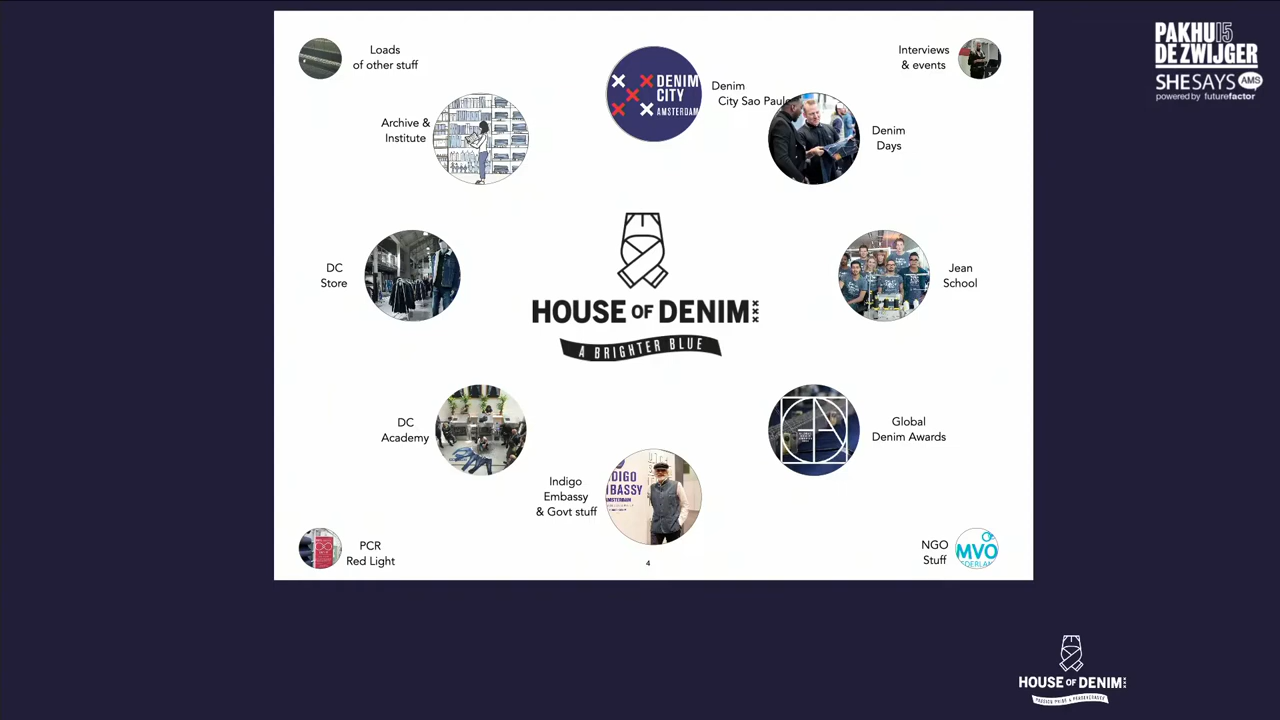 Loads
of other stuff
Interviews
& events
PAKHUIS
DE ZWIJGER
SHESAYS AMS
powered by futurefactor
DENIM
CITY
AMSTERDAM
Denim
City Sao Paulo
Archive &
Institute
Denim
Days
DC
Store
Jean
School
HOUSE OF DENIM XXX
A BRIGHTER BLUE
DC
Academy
Global
Denim Awards
Indigo
Embassy
& Govt stuff
PCR
Red Light
NGO
Stuff
MVO
4
HOUSE OF DENIM XXX